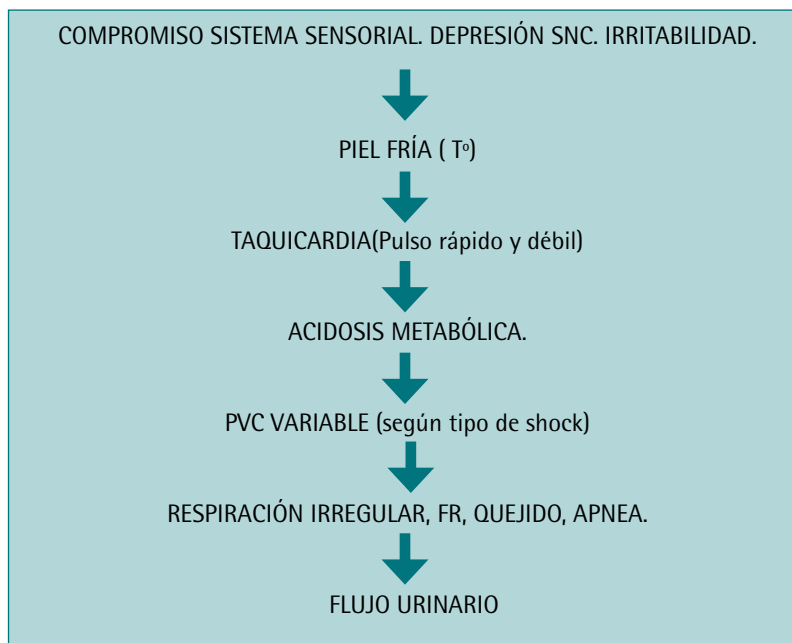 COMPROMISO SISTEMA SENSORIAL. DEPRESIÓN SNC. IRRITABILIDAD.
PIEL FRÍA ( Tº)
TAQUICARDIA(Pulso rápido y débil)
ACIDOSIS METABÓLICA.
PVC VARIABLE (según tipo de shock)
RESPIRACIÓN IRREGULAR, FR, QUEJIDO, APNEA.
FLUJO URINARIO